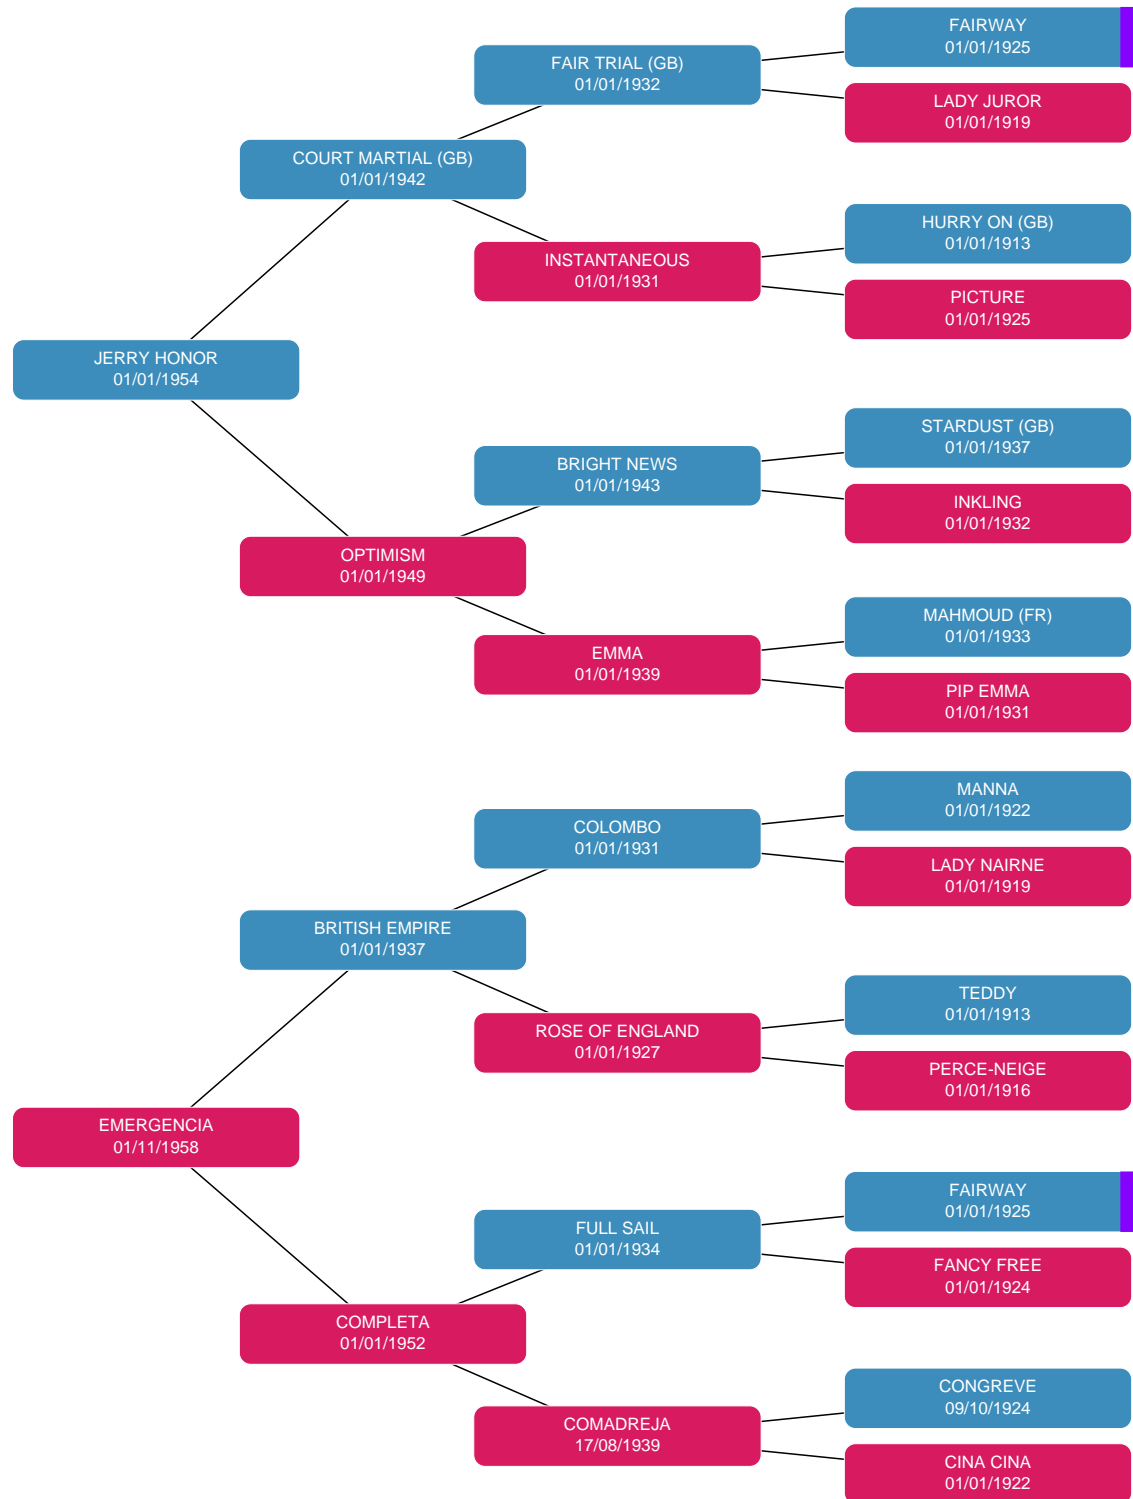 FAIRWAY
01/01/1925
FAIR TRIAL (GB)
01/01/1932
LADY JUROR
01/01/1919
COURT MARTIAL (GB)
01/01/1942
HURRY ON (GB)
01/01/1913
INSTANTANEOUS
01/01/1931
PICTURE
01/01/1925
JERRY HONOR
01/01/1954
STARDUST (GB)
01/01/1937
BRIGHT NEWS
01/01/1943
INKLING
01/01/1932
OPTIMISM
01/01/1949
MAHMOUD (FR)
01/01/1933
EMMA
01/01/1939
PIP EMMA
01/01/1931
MANNA
01/01/1922
COLOMBO
01/01/1931
LADY NAIRNE
01/01/1919
BRITISH EMPIRE
01/01/1937
TEDDY
01/01/1913
ROSE OF ENGLAND
01/01/1927
PERCE-NEIGE
01/01/1916
EMERGENCIA
01/11/1958
FAIRWAY
01/01/1925
FULL SAIL
01/01/1934
FANCY FREE
01/01/1924
COMPLETA
01/01/1952
CONGREVE
09/10/1924
COMADREJA
17/08/1939
CINA CINA
01/01/1922